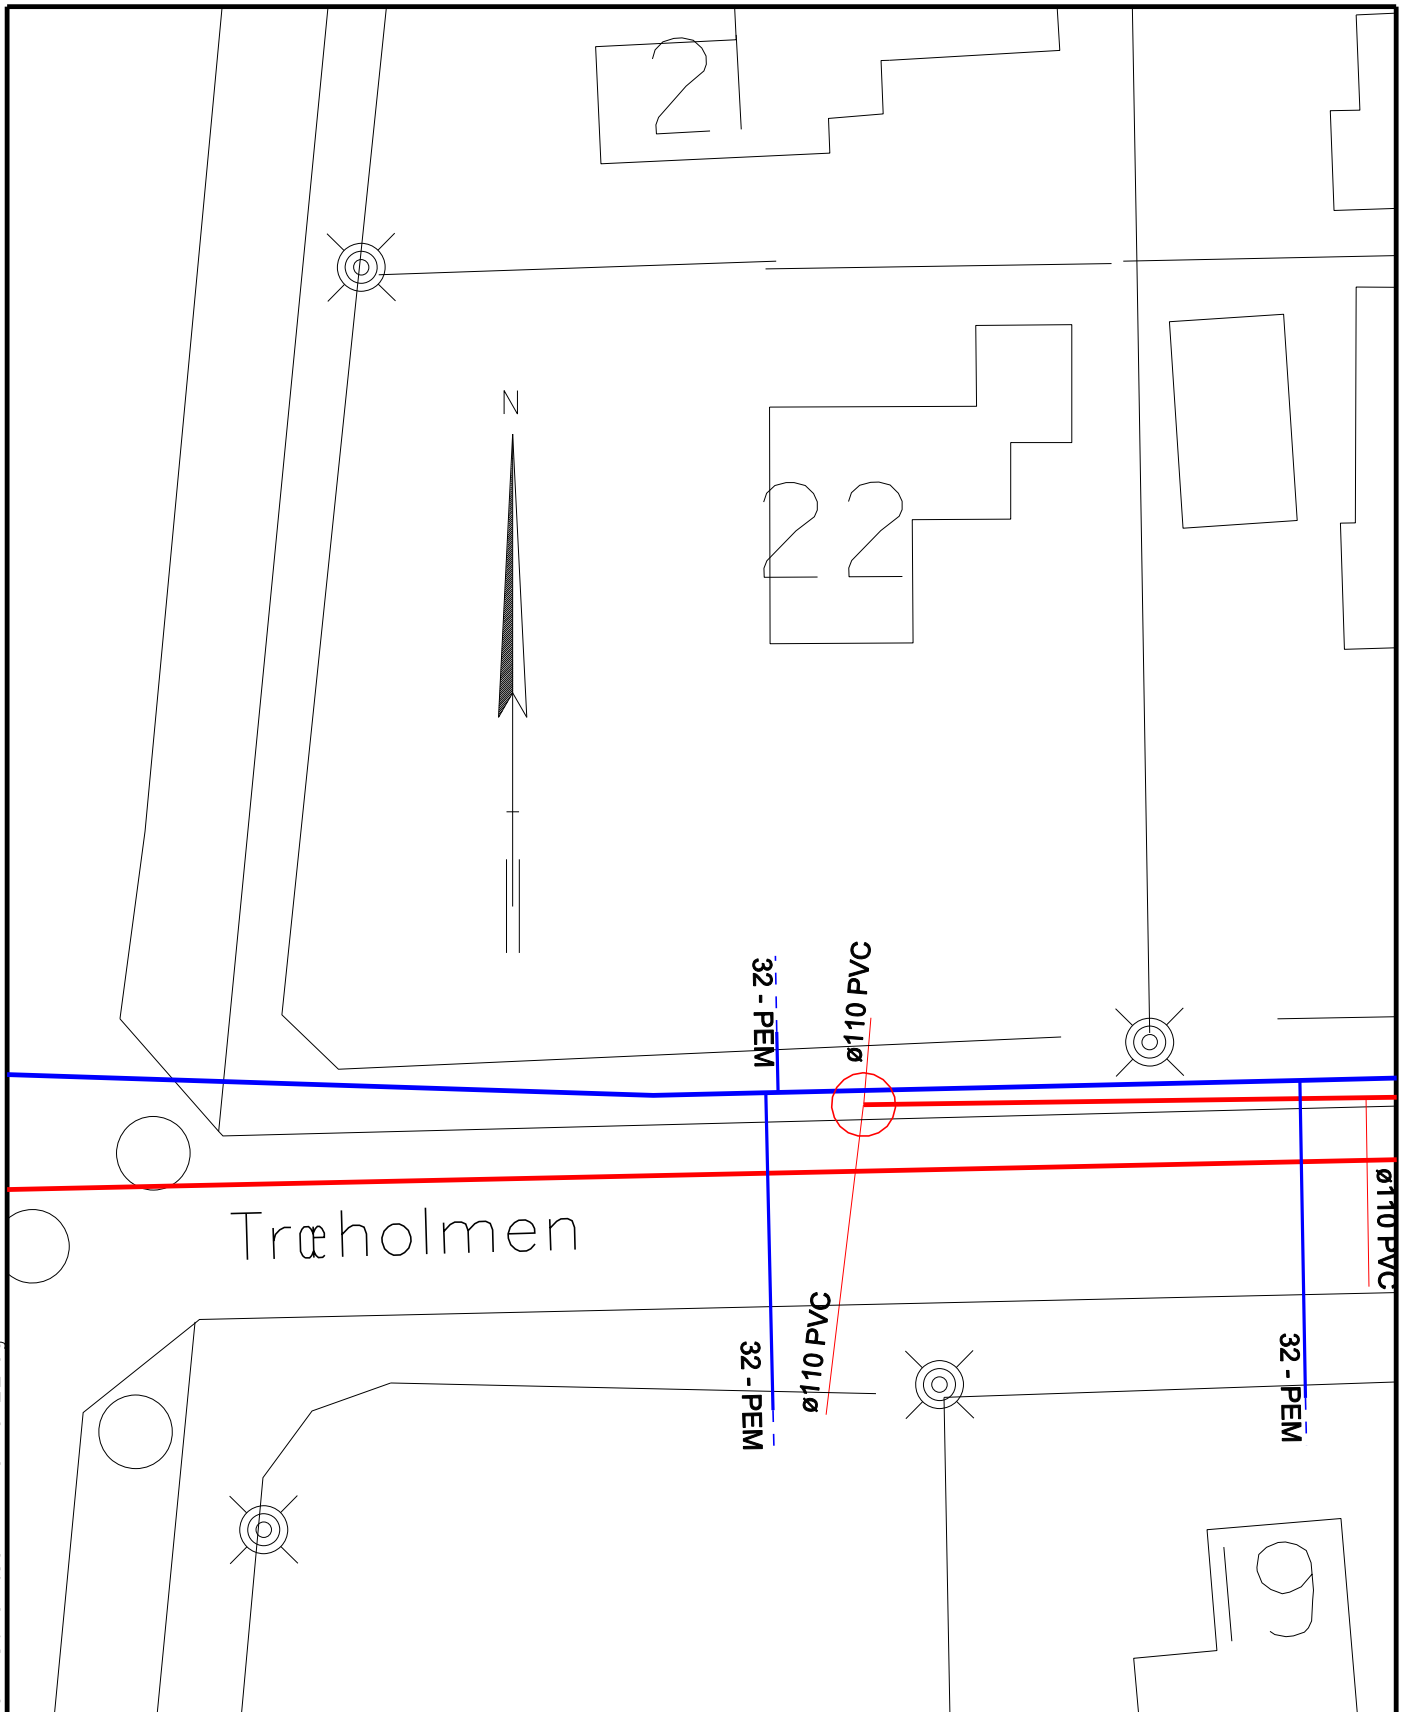 21
N
22
32 - PEM
ø110 PVC
Træholmen
ø110 PVC
ø110 PVC
32 - PEM
32 - PEM
19